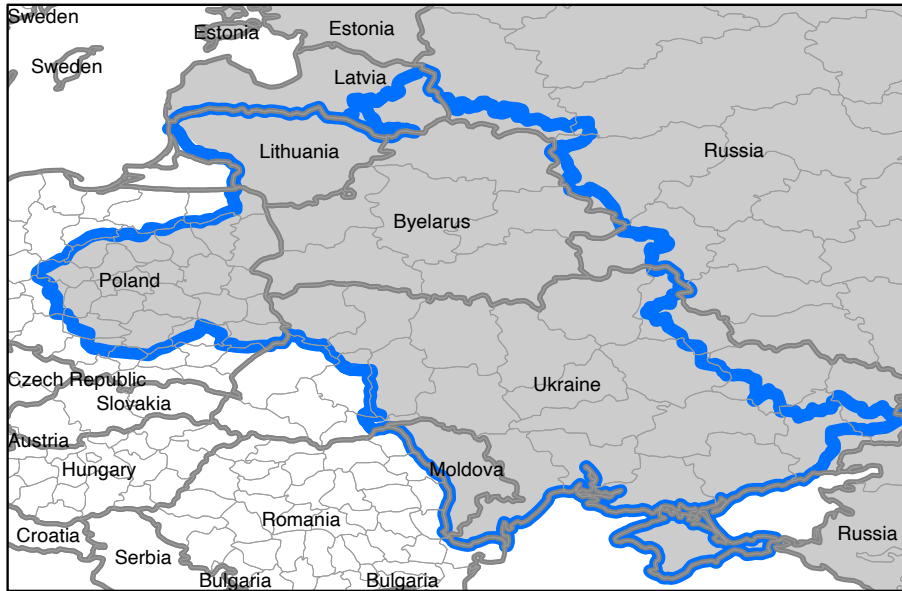 Sweden
Estonia
Estonia
Sweden
Latvia
Lithuania
Russia
Byelarus
Poland
Czech Republic
Slovakia
Ukraine
Austria
Hungary
Moldova
Romania
Croatia
Serbia
Russia
Bulgaria
Bulgaria